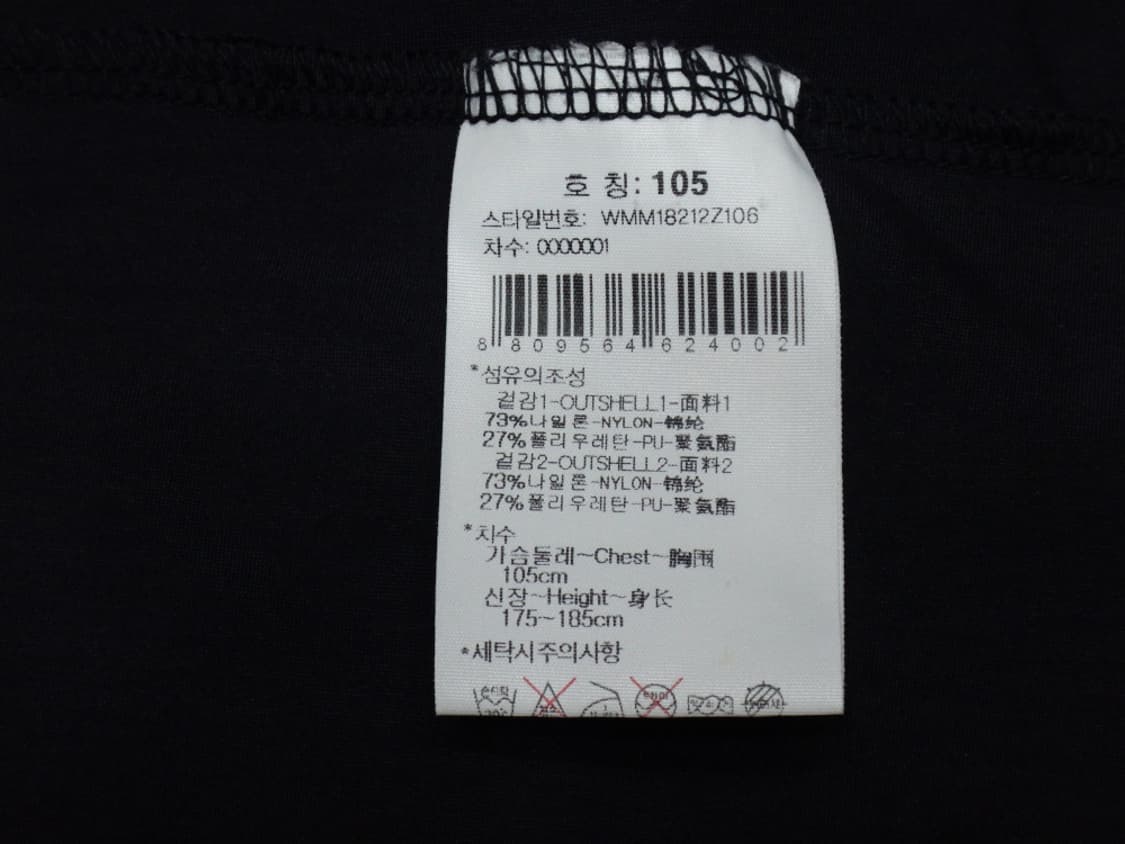 호 칭: 105
스타일번호: WMM18212Z106
차수: 0000001
8 809564 624002
*섬유의조성
겉감1-OUTSHELL1-面料1
73%나일론-NYLON-锦纶
27%폴리우레탄-PU-聚氨酯
겉감2-OUTSHELL2-面料2
73%나일론-NYLON-锦纶
27%폴리우레탄-PU-聚氨酯
*치수
가슴둘레~Chest~胸围
105cm
신장~Height~身长
175~185cm
*세탁시주의사항
손세탁